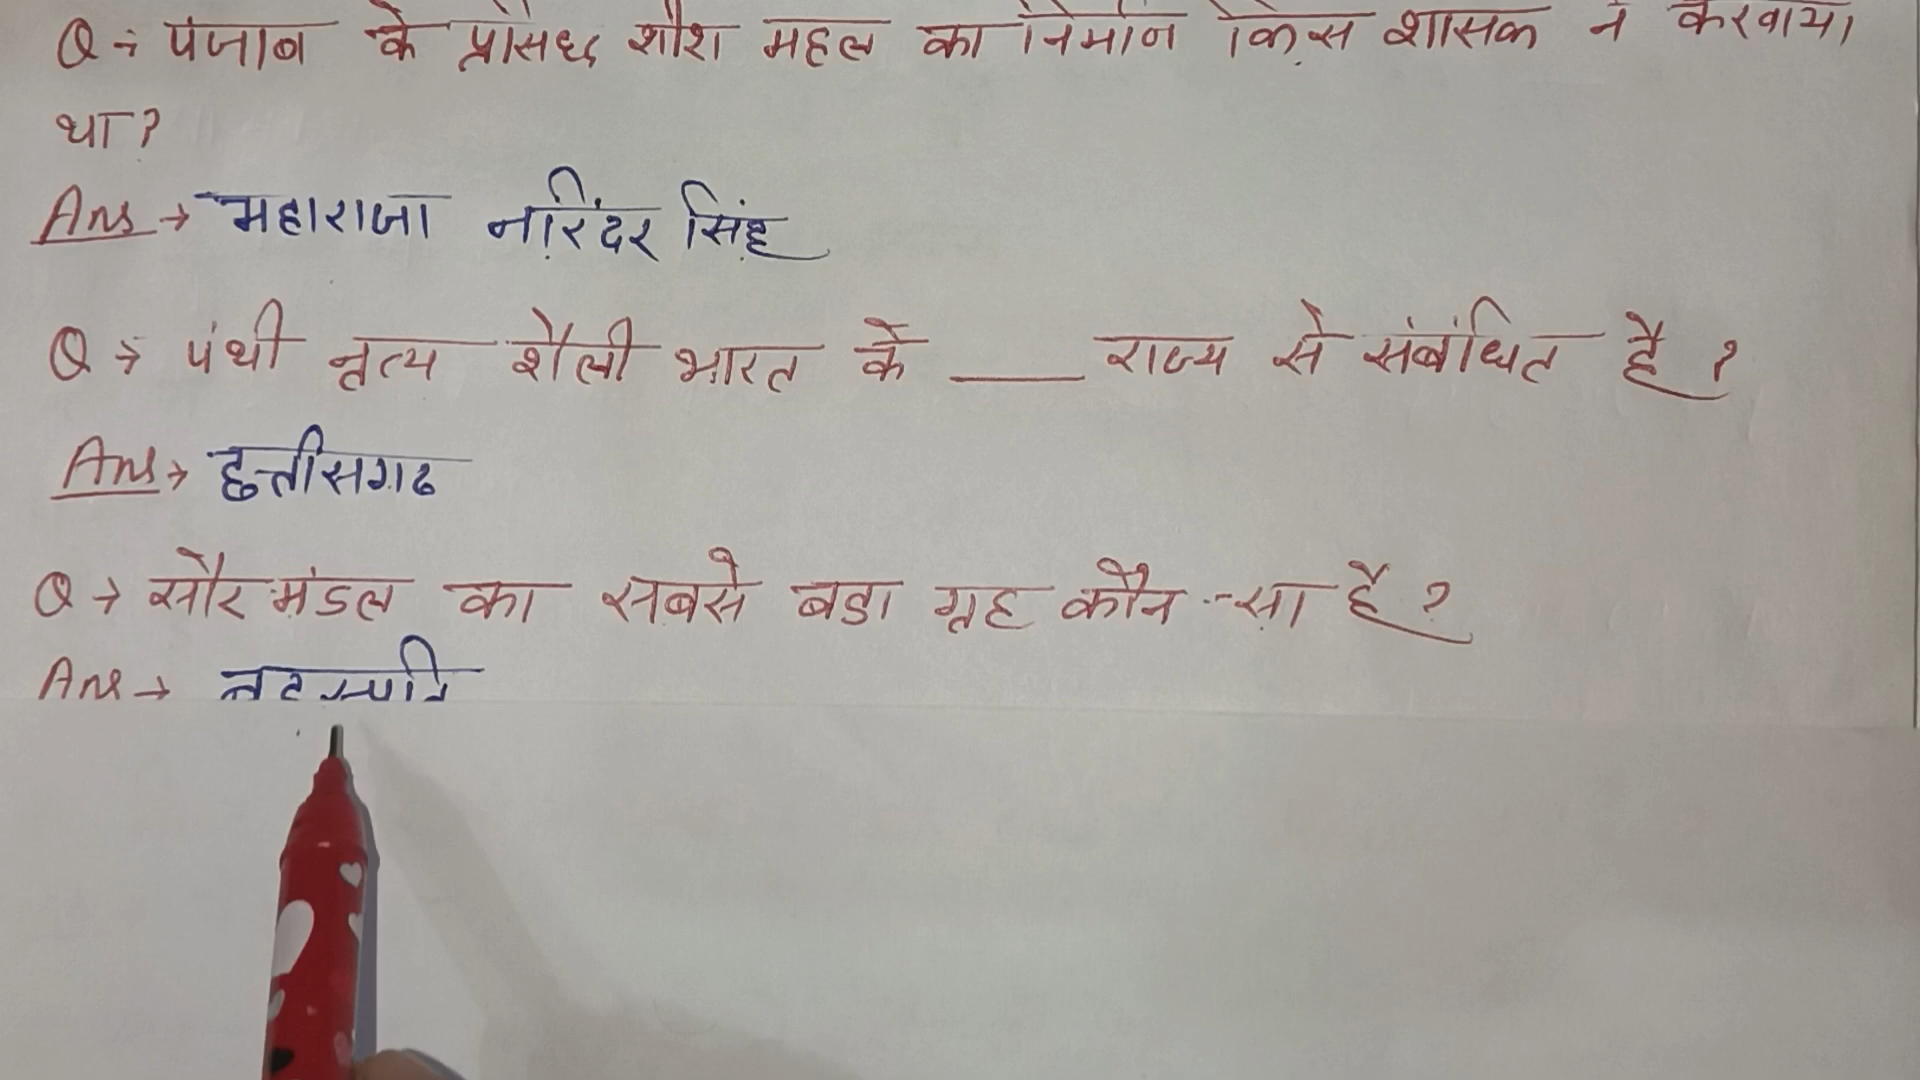 Q → पंजाब के प्रसिद्ध शीश महल का निर्माण किस शासक ने करवाया
था?
Ans → महाराजा नरिंदर सिंह
Q → पंथी नृत्य शैली भारत के ___ राज्य से संबंधित है ?
Ans → छत्तीसगढ
Q → सौर मंडल का सबसे बडा ग्रह कौन-सा है ?
Ans →